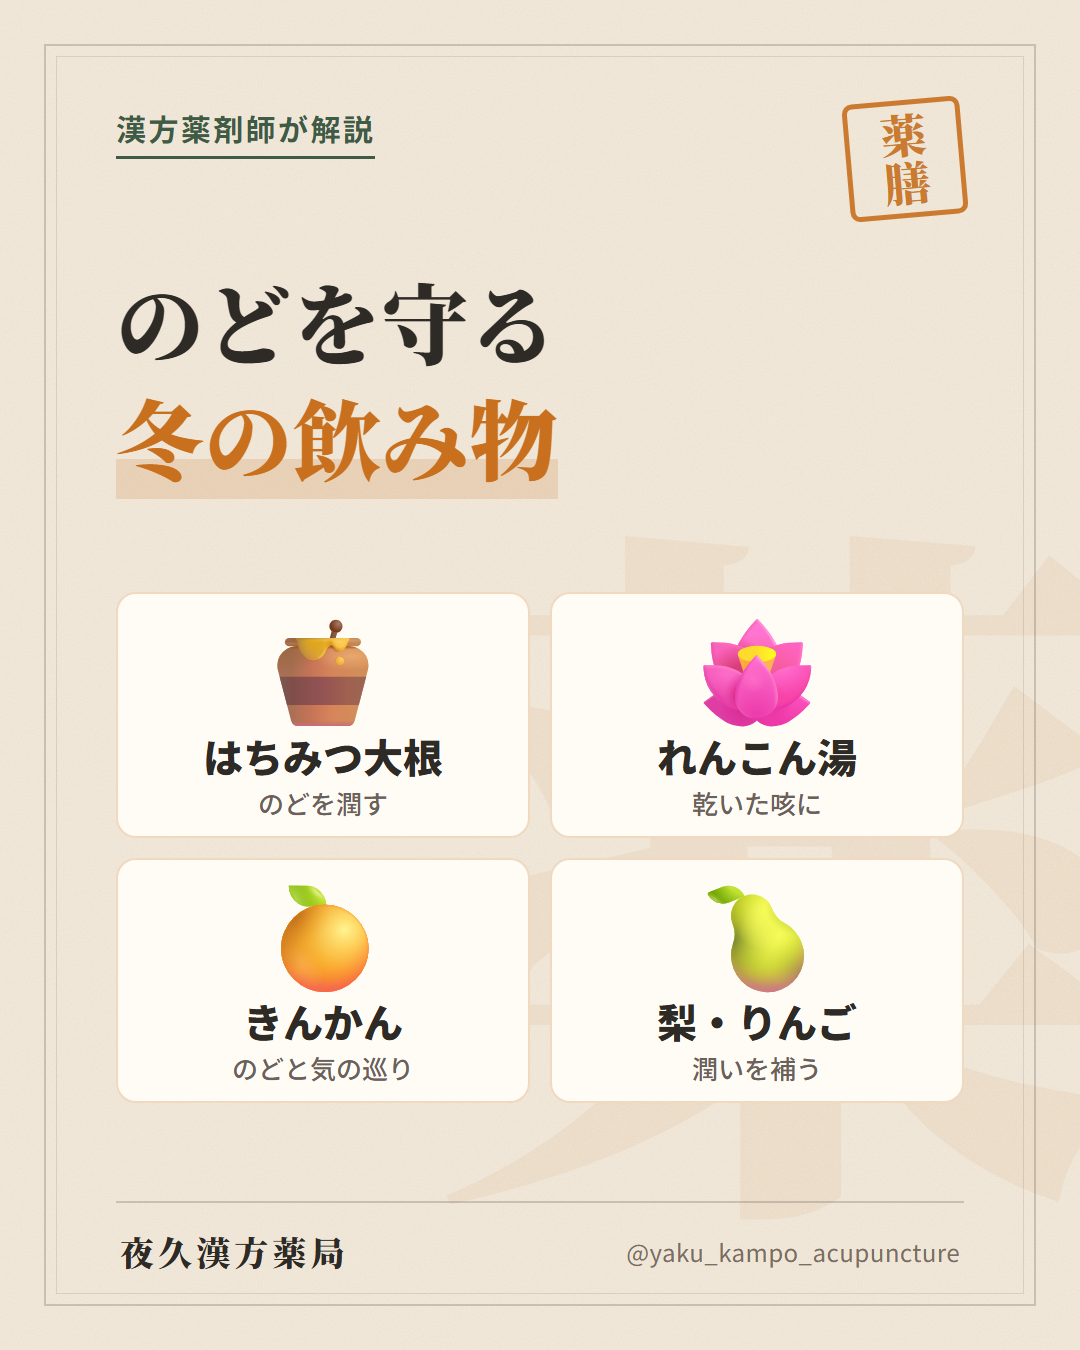 漢方薬剤師が解説
薬
膳
のどを守る
冬の飲み物
はちみつ大根
のどを潤す
れんこん湯
乾いた咳に
きんかん
のどと気の巡り
梨・りんご
潤いを補う
夜久漢方薬局
@yaku_kampo_acupuncture
薬